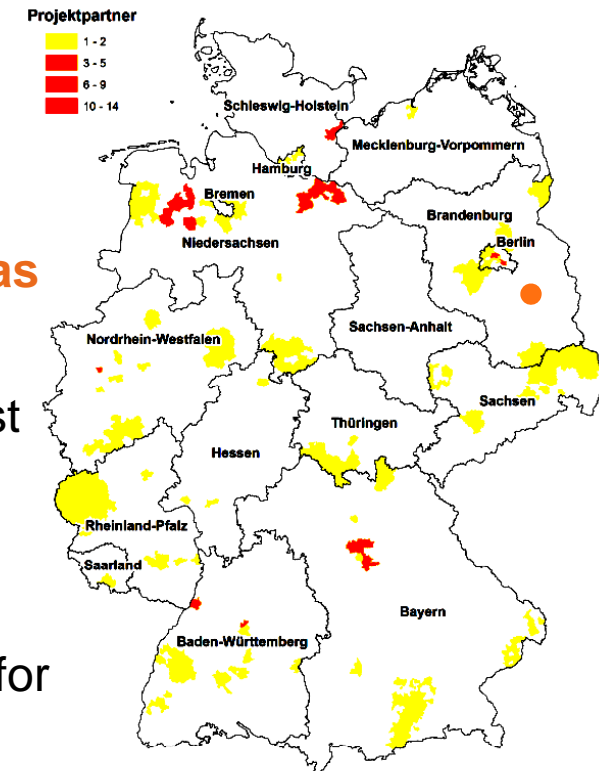 Projektpartner
1 - 2
3 - 5
6 - 9
10 - 14
Schleswig-Holstein
Mecklenburg-Vorpommern
Hamburg
Bremen
Brandenburg
Berlin
Niedersachsen
as
Sachsen-Anhalt
Nordrhein-Westfalen
Sachsen
st
Thüringen
Hessen
Rheinland-Pfalz
Saarland
Bayern
Baden-Württemberg
for